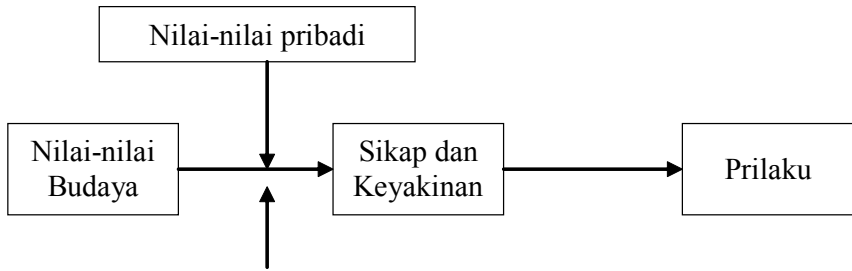 Nilai-nilai pribadi
Nilai-nilai
Budaya
Sikap dan
Keyakinan
Prilaku